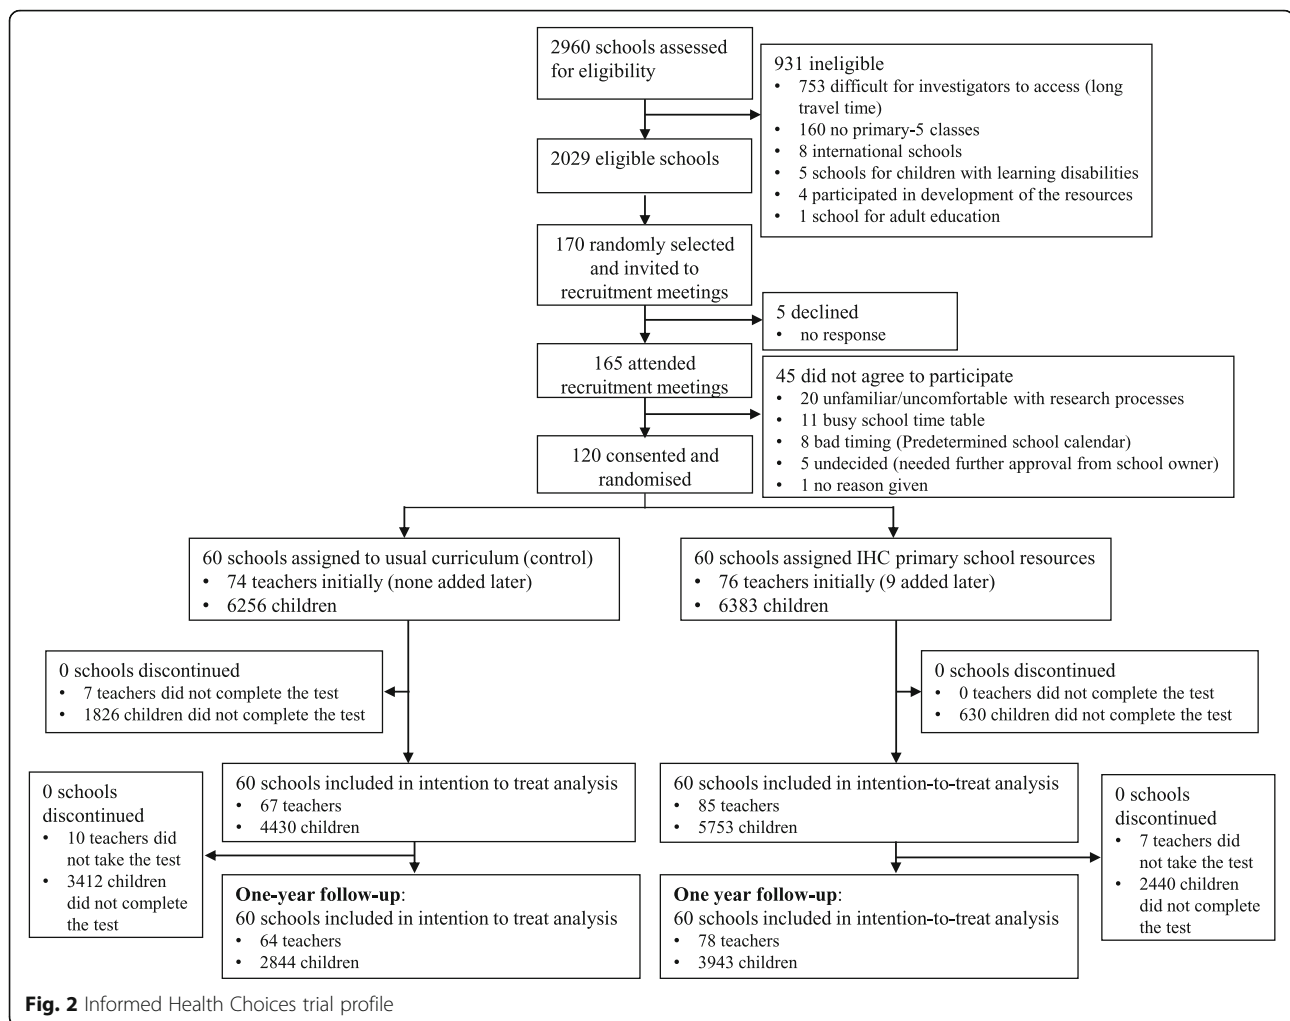 2960 schools assessed
for eligibility
931 ineligible
• 753 difficult for investigators to access (long
travel time)
• 160 no primary-5 classes
• 8 international schools
• 5 schools for children with learning disabilities
• 4 participated in development of the resources
• 1 school for adult education
2029 eligible schools
170 randomly selected
and invited to
recruitment meetings
5 declined
• no response
165 attended
recruitment meetings
45 did not agree to participate
• 20 unfamiliar/uncomfortable with research processes
• 11 busy school time table
• 8 bad timing (Predetermined school calendar)
• 5 undecided (needed further approval from school owner)
• 1 no reason given
120 consented and
randomised
60 schools assigned to usual curriculum (control)
• 74 teachers initially (none added later)
• 6256 children
60 schools assigned IHC primary school resources
• 76 teachers initially (9 added later)
• 6383 children
0 schools discontinued
• 7 teachers did not complete the test
• 1826 children did not complete the test
0 schools discontinued
• 0 teachers did not complete the test
• 630 children did not complete the test
60 schools included in intention to treat analysis
• 67 teachers
• 4430 children
60 schools included in intention-to-treat analysis
• 85 teachers
• 5753 children
0 schools
discontinued
• 10 teachers did
not take the test
• 3412 children
did not complete
the test
0 schools
discontinued
• 7 teachers did
not take the test
• 2440 children
did not complete
the test
One-year follow-up:
60 schools included in intention to treat analysis
• 64 teachers
• 2844 children
One year follow-up:
60 schools included in intention-to-treat analysis
• 78 teachers
• 3943 children
Fig. 2 Informed Health Choices trial profile